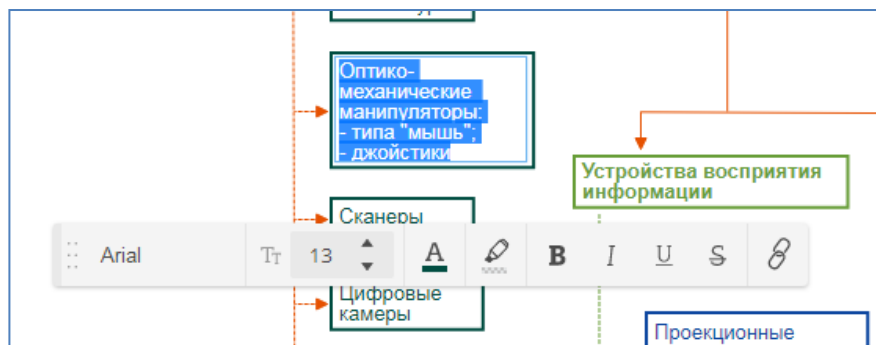 Оптико-
механические
манипуляторы:
- типа "мышь";
- джойстики
Устройства восприятия
информации
Сканеры
Arial
13
A
B
I
U
S
Цифровые
камеры
Проекционные